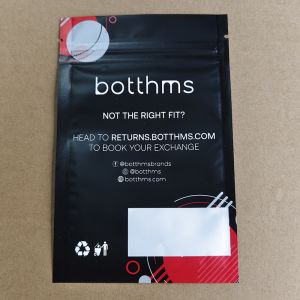 botthms
NOT THE RIGHT FIT?
HEAD TO RETURNS.BOTTHMS.COM
TO BOOK YOUR EXCHANGE
@botthmsbrands
@botthms
botthms.com